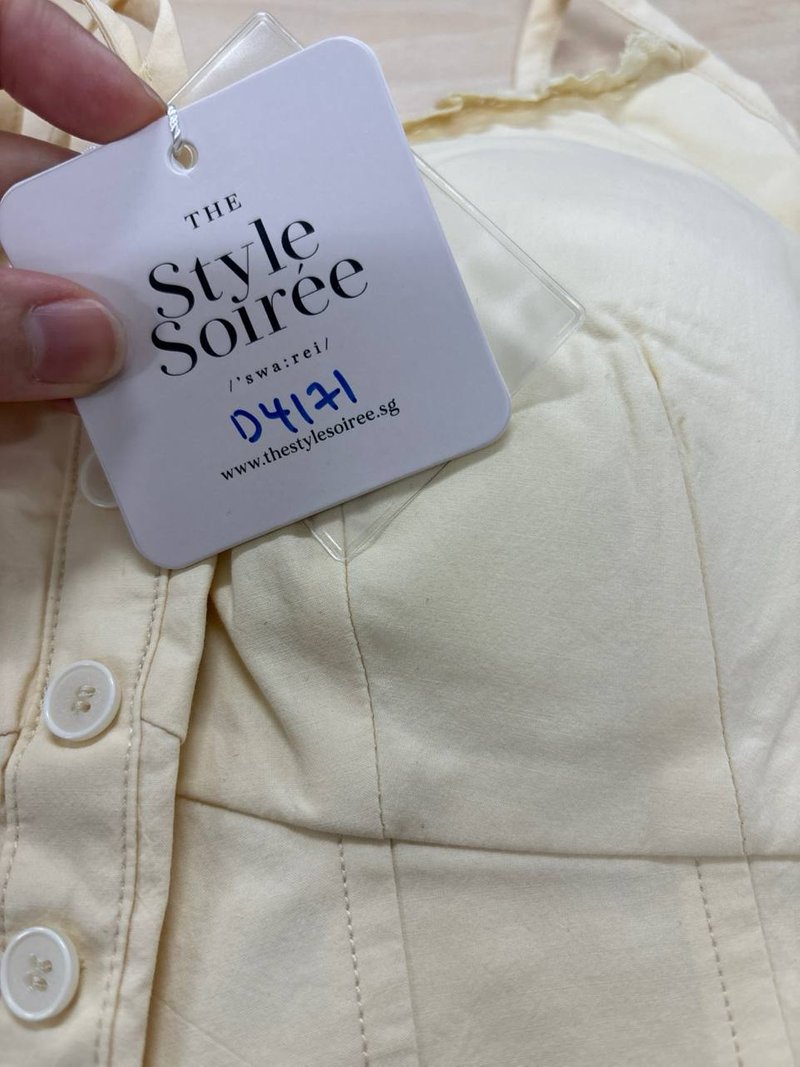 THE
Style
Soirée
/'swa:rei/
D4171
www.thestylesoiree.sg